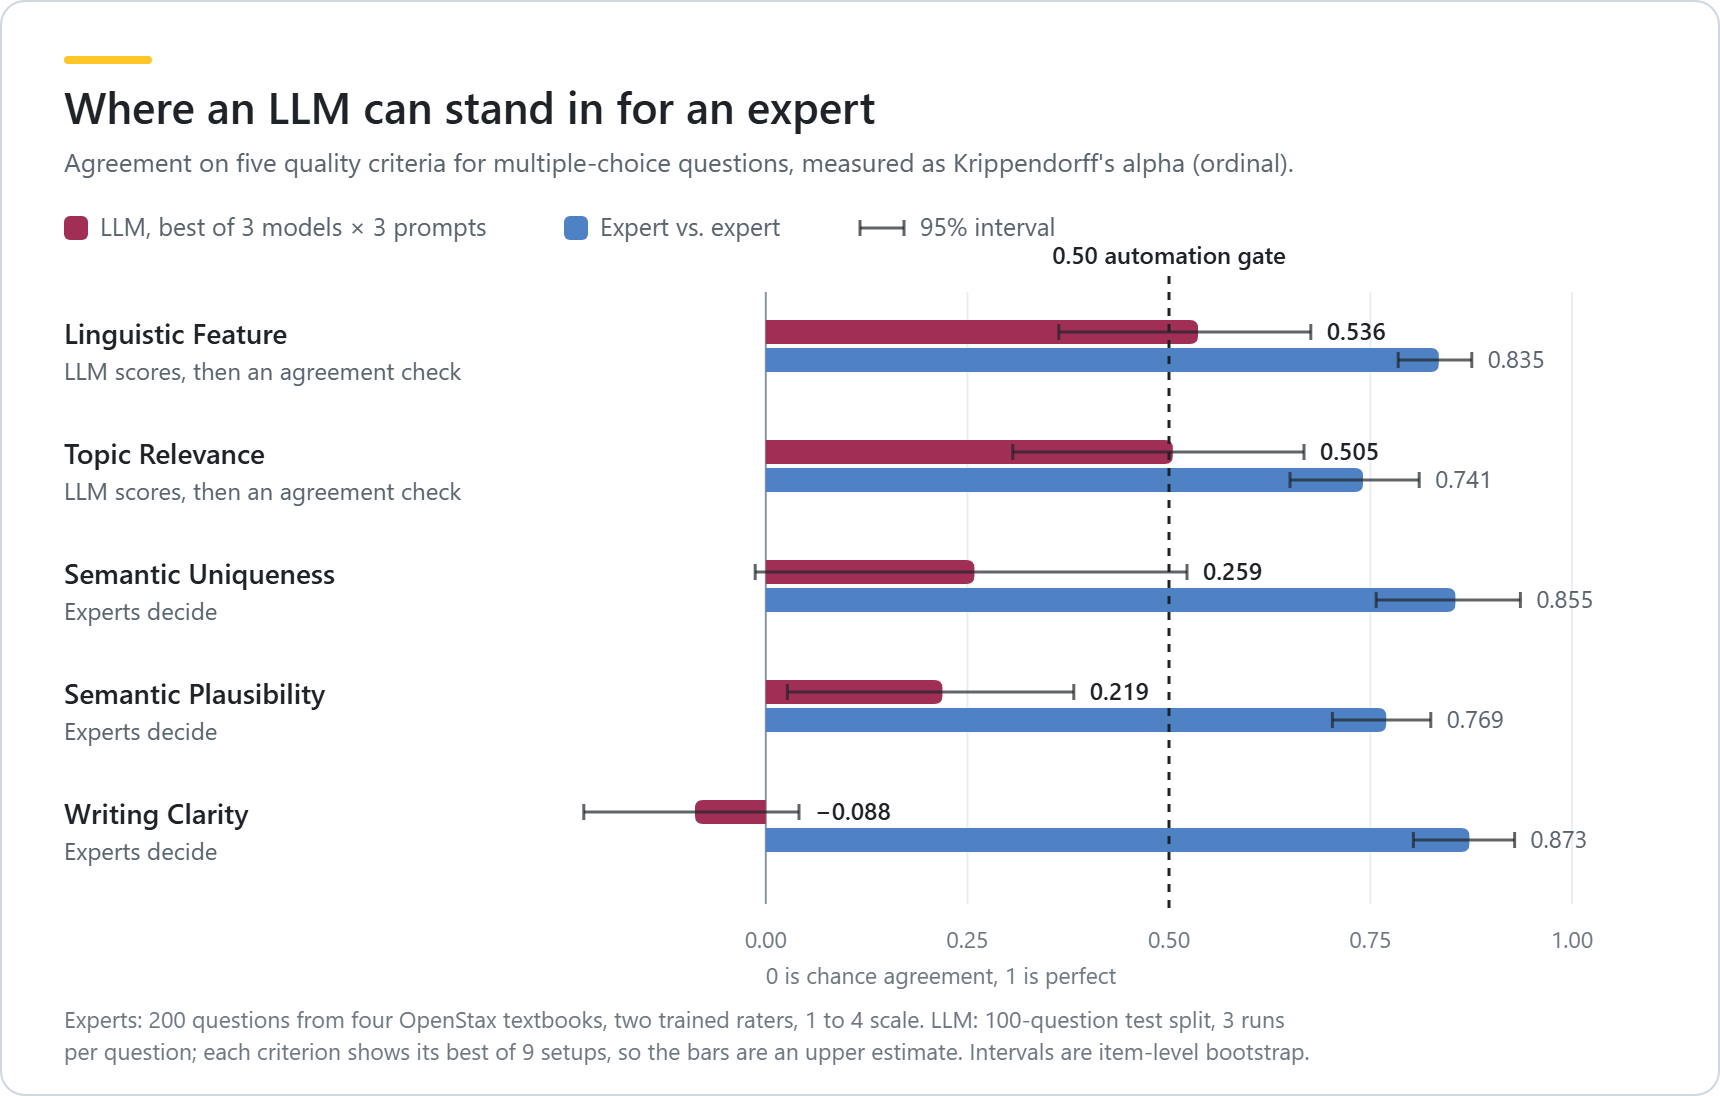 Where an LLM can stand in for an expert
Agreement on five quality criteria for multiple-choice questions, measured as Krippendorff's alpha (ordinal).
LLM, best of 3 models × 3 prompts
Expert vs. expert
95% interval
0.50 automation gate
Linguistic Feature
LLM scores, then an agreement check
0.536
0.835
Topic Relevance
LLM scores, then an agreement check
0.505
0.741
Semantic Uniqueness
Experts decide
0.259
0.855
Semantic Plausibility
Experts decide
0.219
0.769
Writing Clarity
Experts decide
−0.088
0.873
0.00 0.25 0.50 0.75 1.00
0 is chance agreement, 1 is perfect
Experts: 200 questions from four OpenStax textbooks, two trained raters, 1 to 4 scale. LLM: 100-question test split, 3 runs
per question; each criterion shows its best of 9 setups, so the bars are an upper estimate. Intervals are item-level bootstrap.